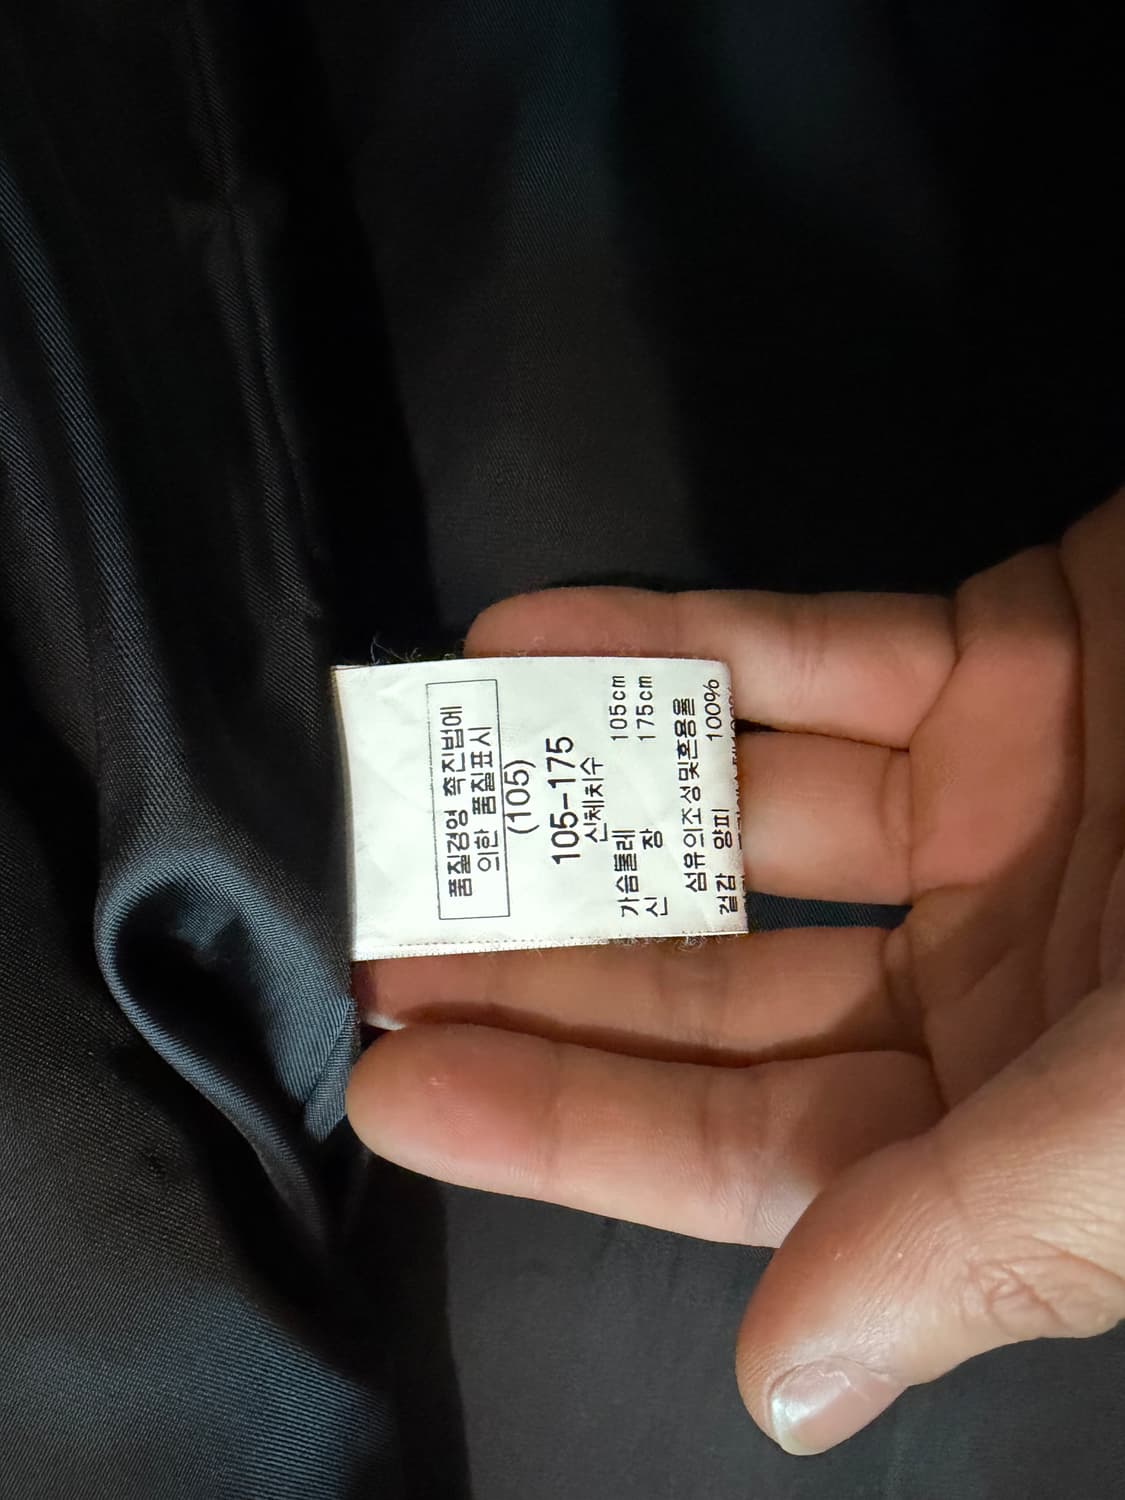 품질경영 촉진법에
의한 품질표시
(105)
105-175
신체치수
가슴둘레 105cm
신 장 175cm
섬유의조성및혼용율
겉감 양피 100%